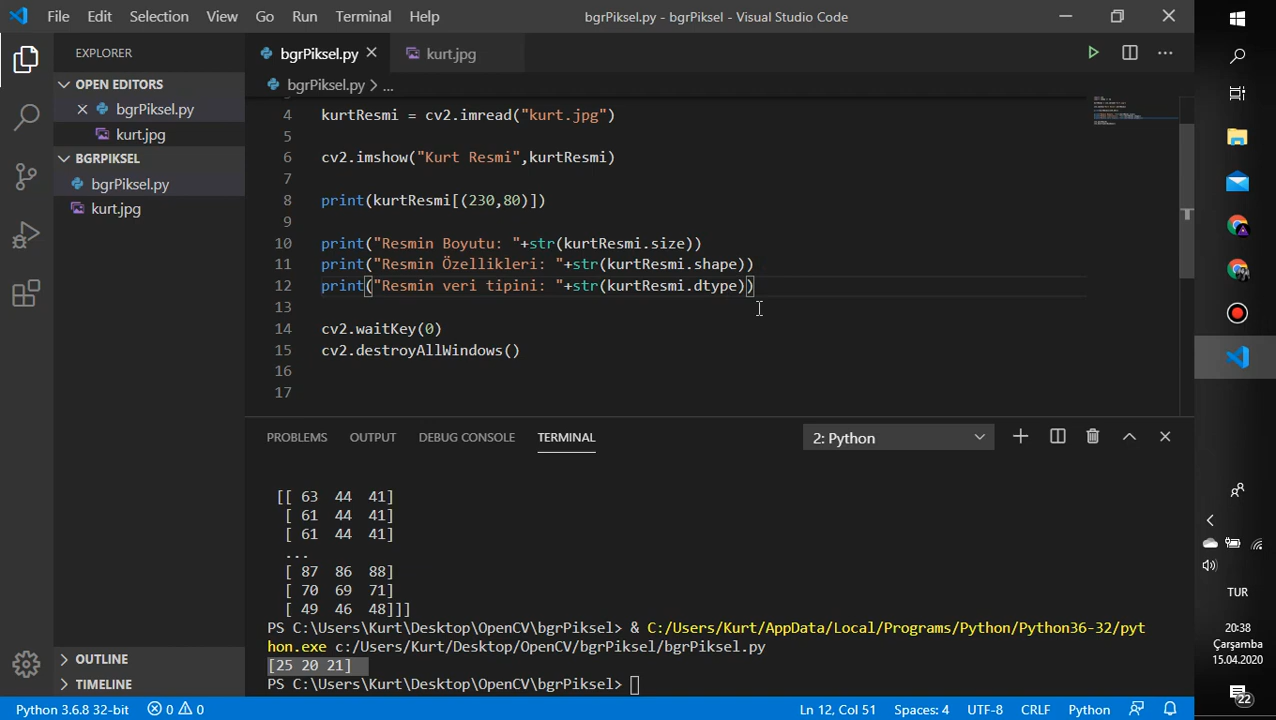 File Edit Selection View Go Run Terminal Help bgrPiksel.py - bgrPiksel - Visual Studio Code
EXPLORER
OPEN EDITORS
bgrPiksel.py
kurt.jpg
BGRPIKSEL
bgrPiksel.py
kurt.jpg
OUTLINE
TIMELINE
bgrPiksel.py kurt.jpg
bgrPiksel.py > ...
4 kurtResmi = cv2.imread("kurt.jpg")
5
6 cv2.imshow("Kurt Resmi",kurtResmi)
7
8 print(kurtResmi[(230,80)])
9
10 print("Resmin Boyutu: "+str(kurtResmi.size))
11 print("Resmin Özellikleri: "+str(kurtResmi.shape))
12 print("Resmin veri tipini: "+str(kurtResmi.dtype))
13
14 cv2.waitKey(0)
15 cv2.destroyAllWindows()
16
17
PROBLEMS OUTPUT DEBUG CONSOLE TERMINAL 2: Python
[[ 63 44 41]
[ 61 44 41]
[ 61 44 41]
...
[ 87 86 88]
[ 70 69 71]
[ 49 46 48]]]
PS C:\Users\Kurt\Desktop\OpenCV\bgrPiksel> & C:/Users/Kurt/AppData/Local/Programs/Python/Python36-32/pyt
hon.exe c:/Users/Kurt/Desktop/OpenCV/bgrPiksel/bgrPiksel.py
[25 20 21]
PS C:\Users\Kurt\Desktop\OpenCV\bgrPiksel>
Python 3.6.8 32-bit 0 0 Ln 12, Col 51 Spaces: 4 UTF-8 CRLF Python
TUR
20:38
Çarşamba
15.04.2020
22